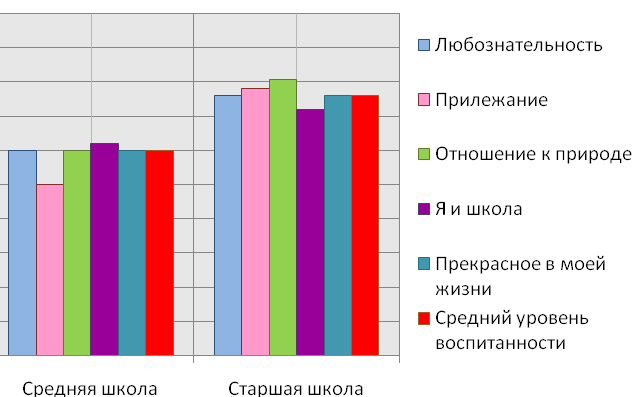 Любознательность
Прилежание
Отношение к природе
Я и школа
Прекрасное в моей
жизни
Средний уровень
воспитанности
Средняя школа
Старшая школа